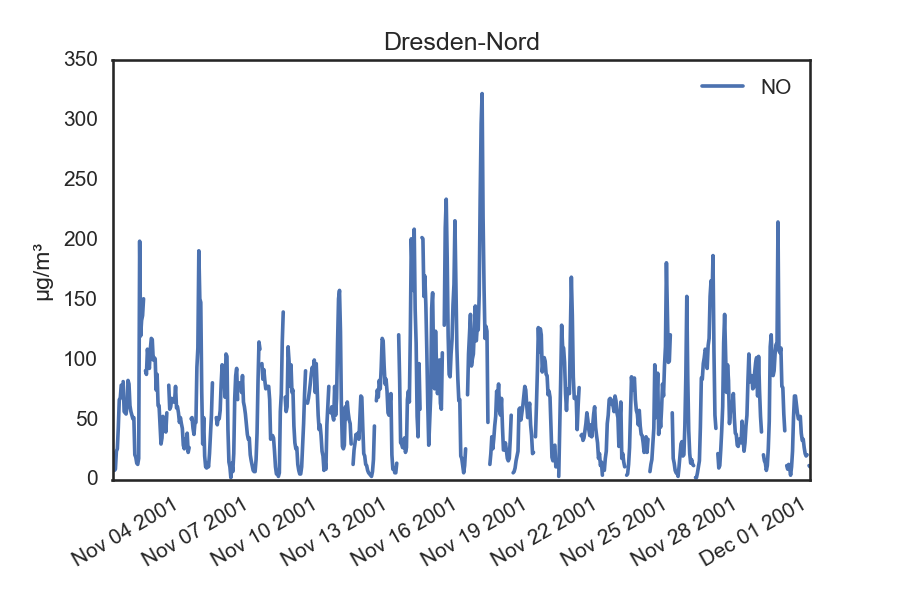 Dresden-Nord
µg/m³
350
300
250
200
150
100
50
0
NO
Nov 04 2001
Nov 07 2001
Nov 10 2001
Nov 13 2001
Nov 16 2001
Nov 19 2001
Nov 22 2001
Nov 25 2001
Nov 28 2001
Dec 01 2001